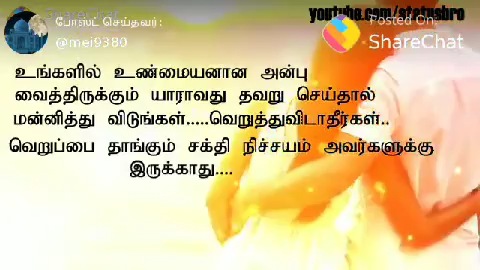 youtube.com/statusbro
போஸ்ட் செய்தவர்:
@mei9380
Posted On:
ShareChat
உங்களில் உண்மையனான அன்பு
வைத்திருக்கும் யாராவது தவறு செய்தால்
மன்னித்து விடுங்கள்.....வெறுத்துவிடாதீர்கள்..
வெறுப்பை தாங்கும் சக்தி நிச்சயம் அவர்களுக்கு
இருக்காது....